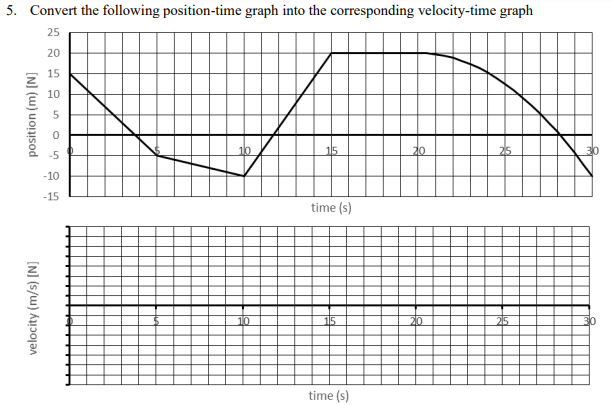 5. Convert the following position-time graph into the corresponding velocity-time graph
25
20
15
10
5
0
-5
-10
-15
position (m) [N]
0 5 10 15 20 25 30
time (s)
velocity (m/s) [N]
0 5 10 15 20 25 30
time (s)